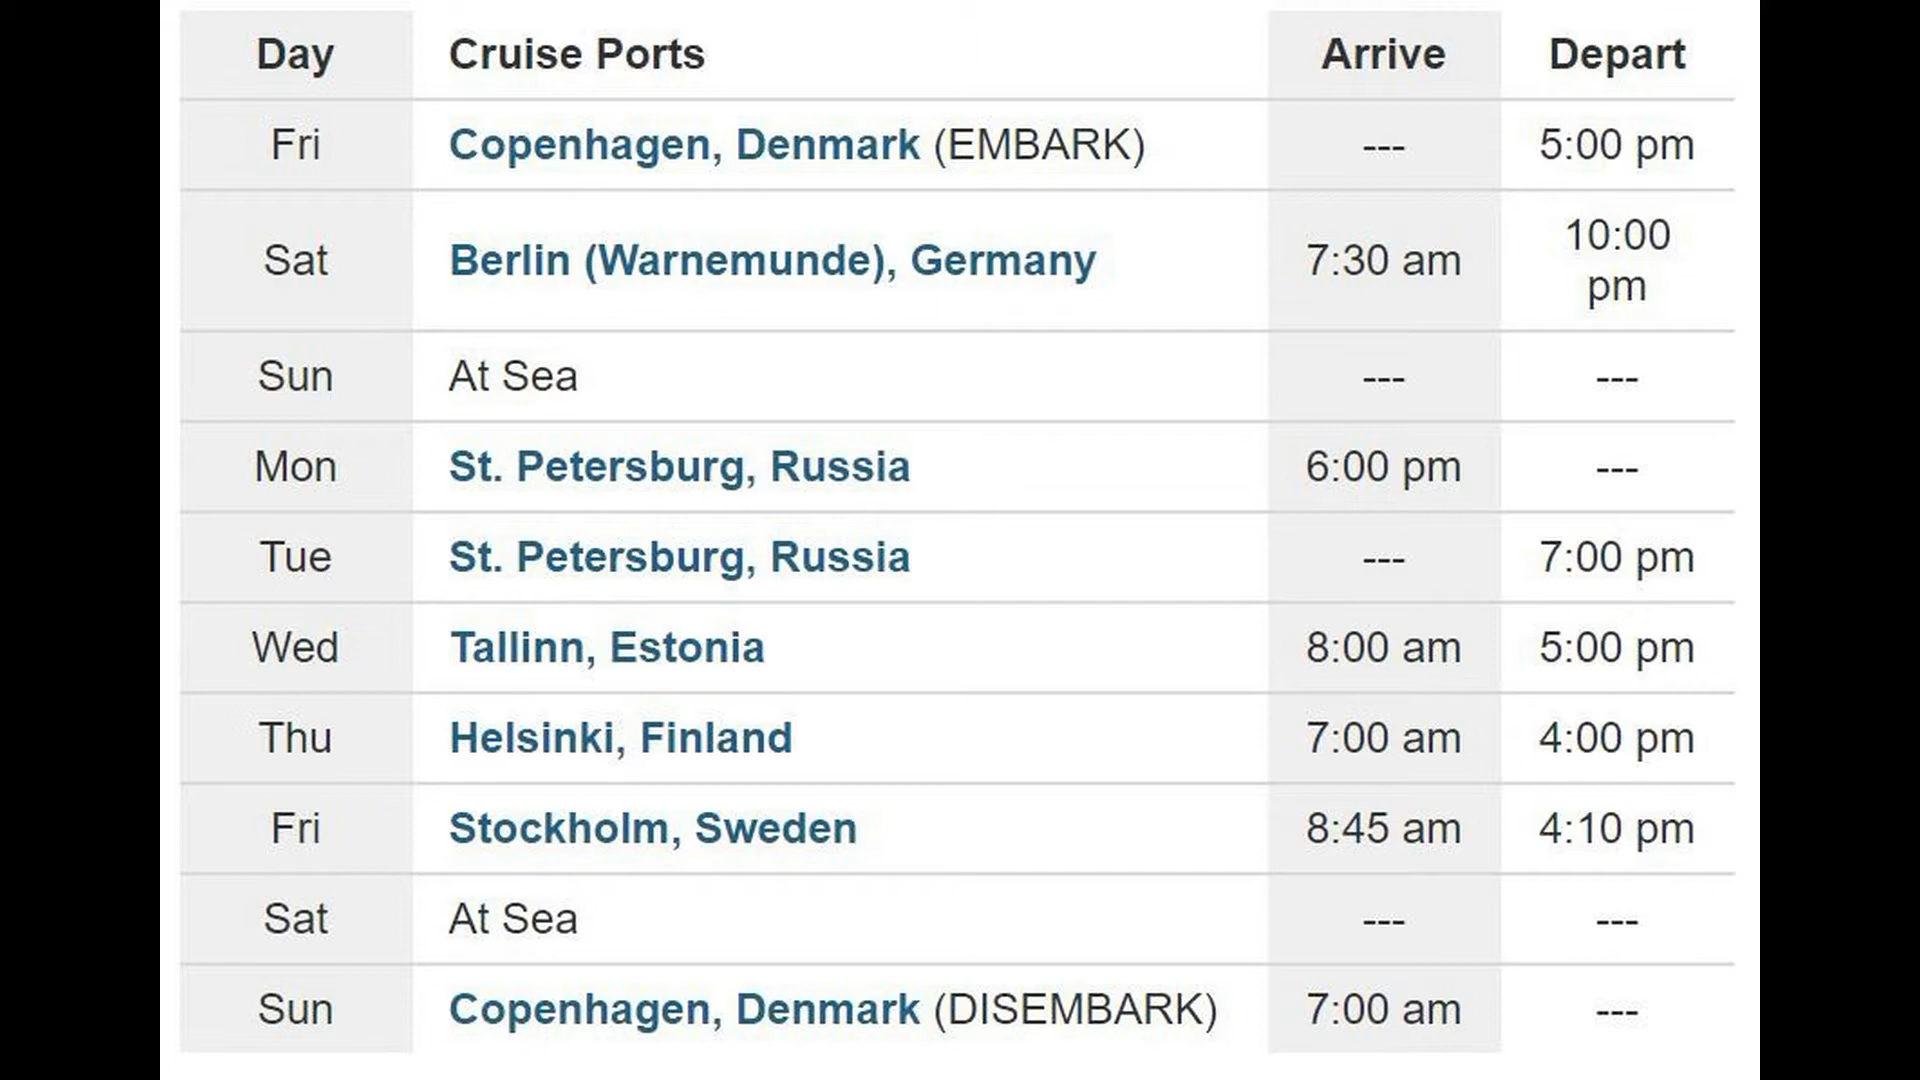 Day Cruise Ports Arrive Depart
Fri Copenhagen, Denmark (EMBARK) --- 5:00 pm
Sat Berlin (Warnemunde), Germany 7:30 am 10:00 pm
Sun At Sea --- ---
Mon St. Petersburg, Russia 6:00 pm ---
Tue St. Petersburg, Russia --- 7:00 pm
Wed Tallinn, Estonia 8:00 am 5:00 pm
Thu Helsinki, Finland 7:00 am 4:00 pm
Fri Stockholm, Sweden 8:45 am 4:10 pm
Sat At Sea --- ---
Sun Copenhagen, Denmark (DISEMBARK) 7:00 am ---